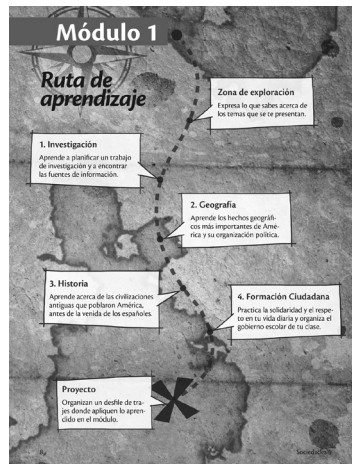 Módulo 1
Ruta de
aprendizaje
Zona de exploración
Expresa lo que sabes acerca de
los temas que se te presentan.
1. Investigación
Aprende a planificar un trabajo
de investigación y a encontrar
las fuentes de información.
2. Geografía
Aprende los hechos geográfi-
cos más importantes de Amé-
rica y su organización política.
3. Historia
Aprende acerca de las civilizaciones
antiguas que poblaron América,
antes de la venida de los españoles.
4. Formación Ciudadana
Practica la solidaridad y el respe-
to en tu vida diaria y organiza el
gobierno escolar de tu clase.
Proyecto
Organizan un desfile de tra-
jes donde apliquen lo apren-
dido en el módulo.